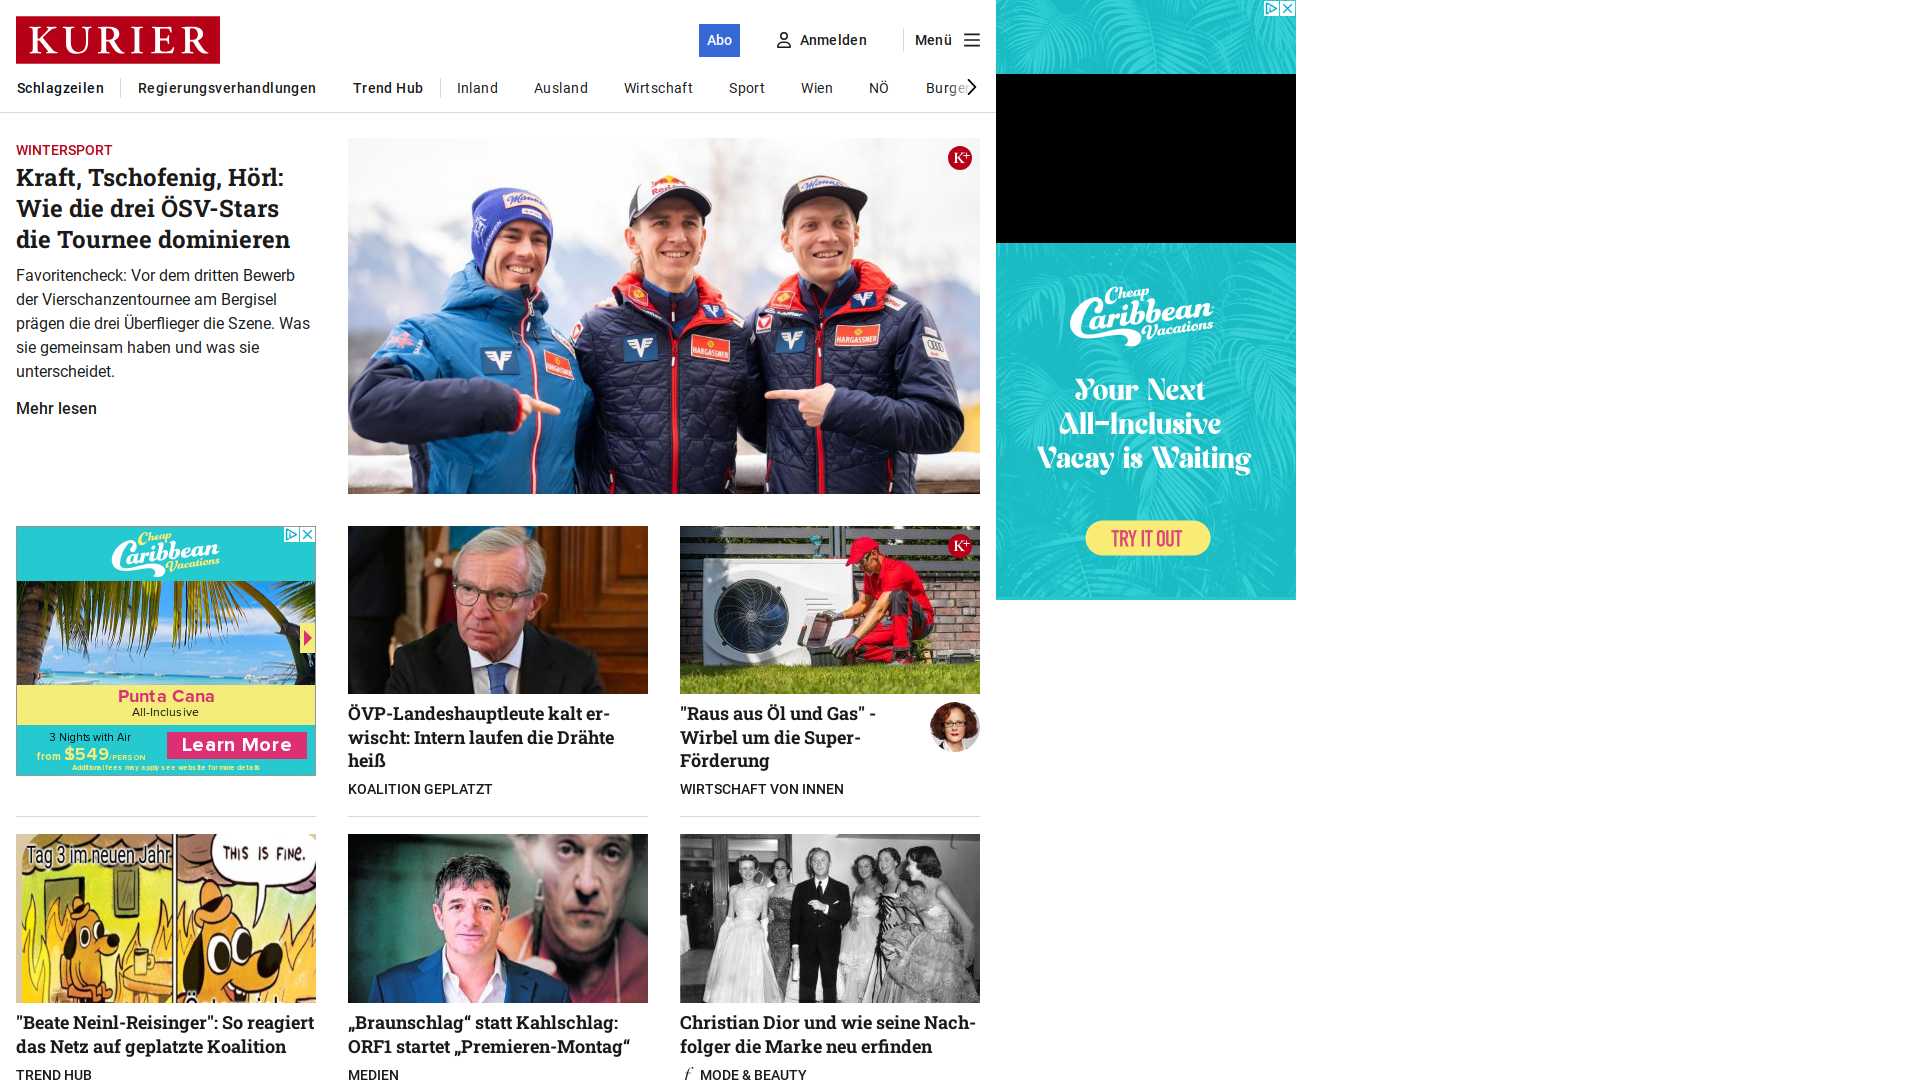 KURIER
Abo
Anmelden
Menü
Schlagzeilen
Regierungsverhandlungen
Trend Hub
Inland
Ausland
Wirtschaft
Sport
Wien
NÖ
WINTERSPORT
Kraft, Tschofenig, Hörl:
Wie die drei ÖSV-Stars
die Tournee dominieren
Favoritencheck: Vor dem dritten Bewerb
der Vierschanzentournee am Bergisel
prägen die drei Überflieger die Szene. Was
sie gemeinsam haben und was sie
unterscheidet.
Mehr lesen
K+
HARGASSNER
HARGASSNER
Cheap
Caribbean
Vacations
Your Next
All-Inclusive
Vacay is Waiting
TRY IT OUT
Cheap
Caribbean
Vacations
Punta Cana
All-Inclusive
3 Nights with Air
from $549/PERSON
Learn More
Additional fees may apply see website for more details
ÖVP-Landeshauptleute kalt er-
wischt: Intern laufen die Drähte
heiß
KOALITION GEPLATZT
K+
"Raus aus Öl und Gas" -
Wirbel um die Super-
Förderung
WIRTSCHAFT VON INNEN
Tag 3 im neuen Jahr
THIS IS FINE.
"Beate Neinl-Reisinger": So reagiert
das Netz auf geplatzte Koalition
TREND HUB
„Braunschlag“ statt Kahlschlag:
ORF1 startet „Premieren-Montag“
MEDIEN
Christian Dior und wie seine Nach-
folger die Marke neu erfinden
f MODE & BEAUTY